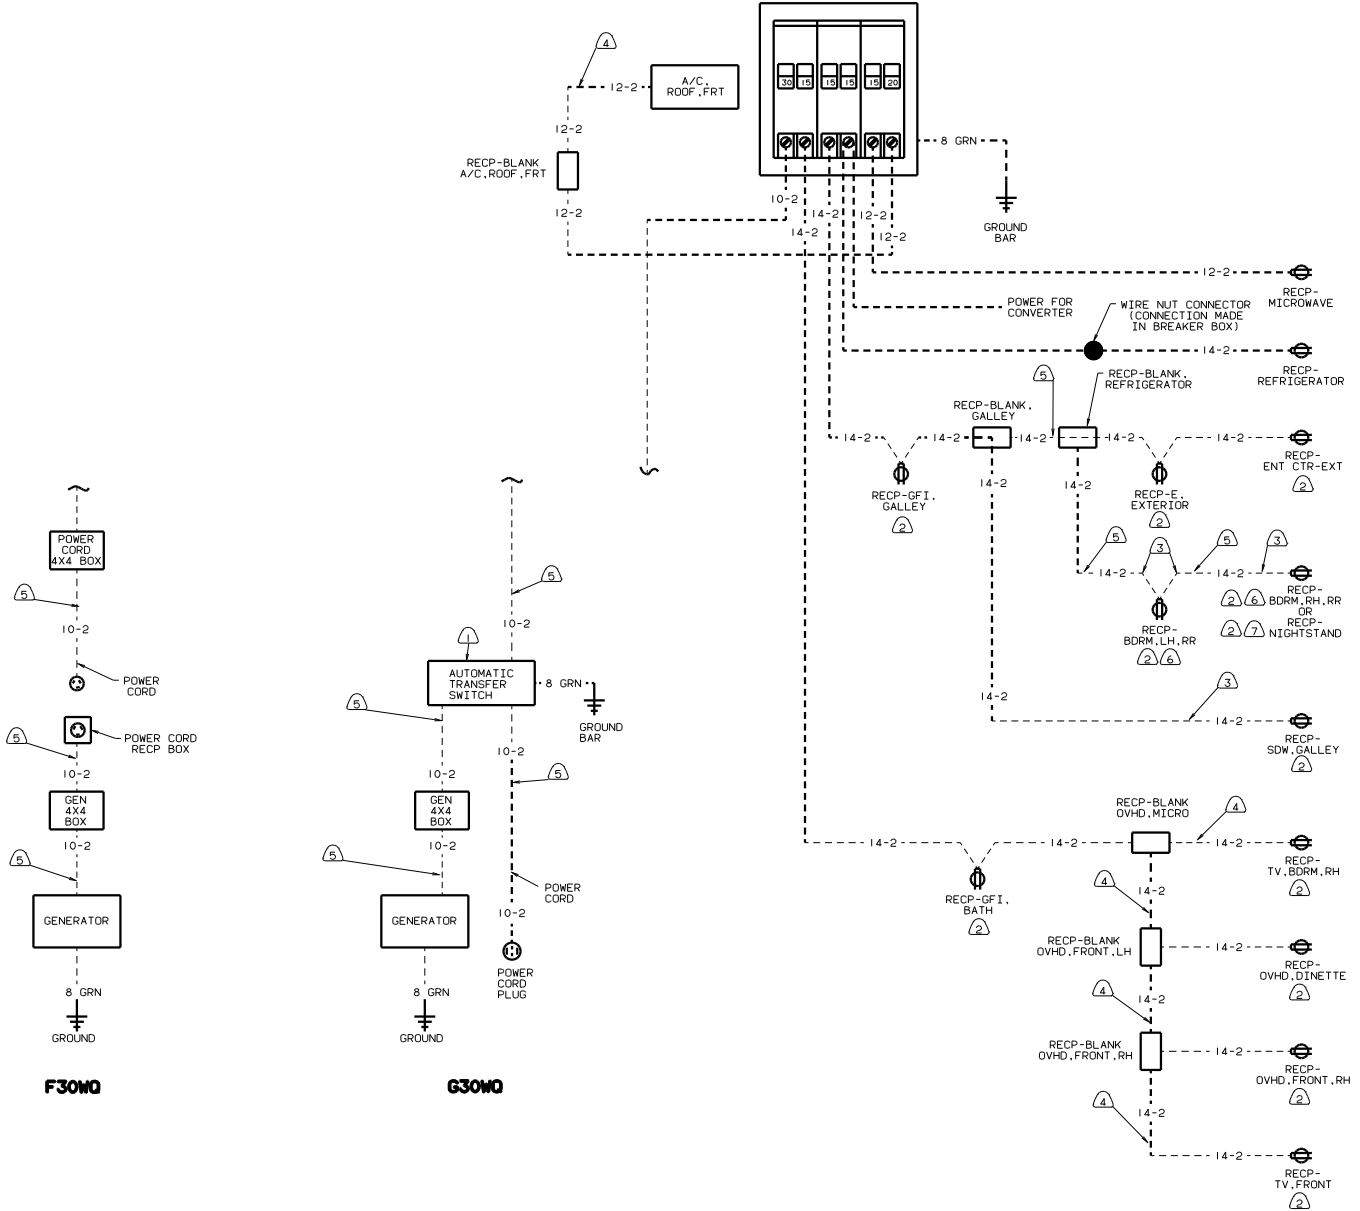 4
A/C,
ROOF,FRT
12-2
30 15 15 15 15 20
12-2
RECP-BLANK
A/C,ROOF,FRT
8 GRN
12-2
10-2
14-2
12-2
14-2
12-2
GROUND
BAR
12-2
RECP-
MICROWAVE
POWER FOR
CONVERTER
WIRE NUT CONNECTOR
(CONNECTION MADE
IN BREAKER BOX)
14-2
RECP-
REFRIGERATOR
5
RECP-BLANK,
REFRIGERATOR
RECP-BLANK,
GALLEY
14-2
14-2
14-2
14-2
14-2
RECP-
ENT CTR-EXT
2
RECP-GFI,
GALLEY
2
14-2
14-2
RECP-E,
EXTERIOR
2
5
3
5
3
14-2
14-2
RECP-
BDRM,RH,RR
2 6
OR
RECP-
NIGHTSTAND
2 7
RECP-
BDRM,LH,RR
2 6
14-2
3
14-2
RECP-
SDW,GALLEY
2
RECP-BLANK
OVHD,MICRO
4
14-2
14-2
14-2
RECP-
TV,BDRM,RH
2
RECP-GFI,
BATH
2
4
14-2
RECP-BLANK
OVHD,FRONT,LH
14-2
RECP-
OVHD,DINETTE
2
4
14-2
RECP-BLANK
OVHD,FRONT,RH
14-2
RECP-
OVHD,FRONT,RH
2
4
14-2
14-2
RECP-
TV,FRONT
2
POWER
CORD
4X4 BOX
5
10-2
POWER
CORD
5
POWER CORD
RECP BOX
10-2
GEN
4X4
BOX
10-2
5
GENERATOR
8 GRN
GROUND
F30WQ
5
10-2
1
AUTOMATIC
TRANSFER
SWITCH
8 GRN
GROUND
BAR
5
10-2
10-2
5
GEN
4X4
BOX
10-2
5
POWER
CORD
GENERATOR
10-2
POWER
CORD
PLUG
8 GRN
GROUND
G30WQ